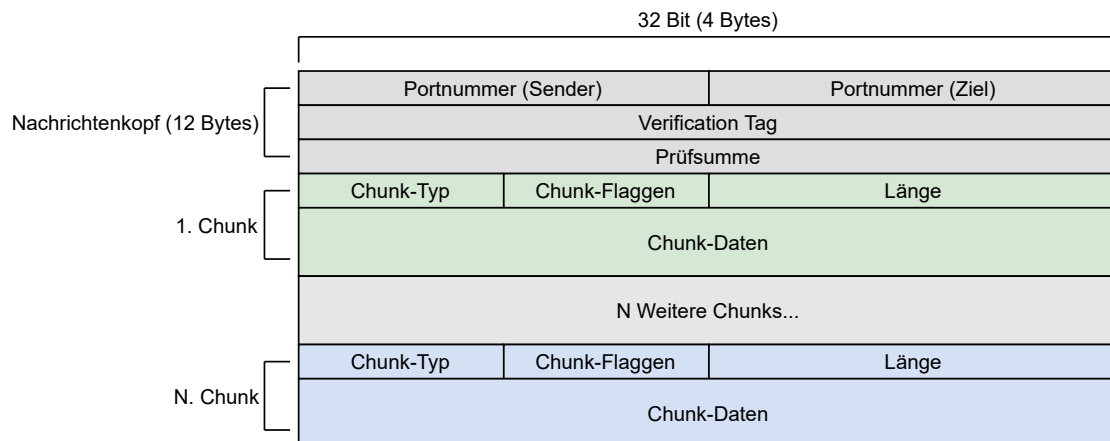 32 Bit (4 Bytes)
Portnummer (Sender) Portnummer (Ziel)
Nachrichtenkopf (12 Bytes) Verification Tag
Prüfsumme
Chunk-Typ Chunk-Flaggen Länge
1. Chunk
Chunk-Daten
N Weitere Chunks...
Chunk-Typ Chunk-Flaggen Länge
N. Chunk
Chunk-Daten